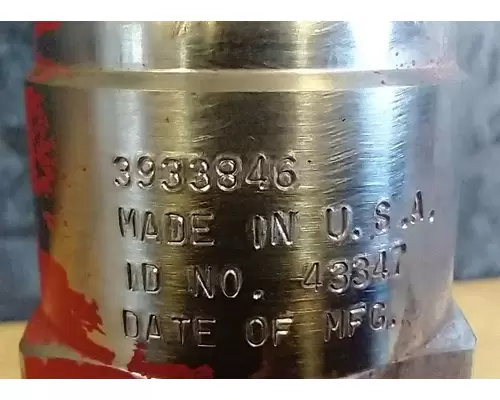 3933846
MADE IN U.S.A.
ID NO. 43347
DATE OF MFG.